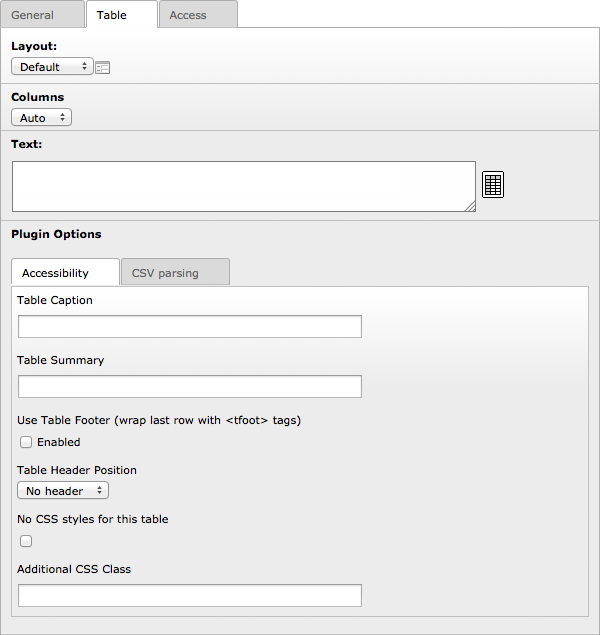 General Table Access
Layout:
Default
Columns
Auto
Text:
Plugin Options
Accessibility CSV parsing
Table Caption
Table Summary
Use Table Footer (wrap last row with <tfoot> tags)
Enabled
Table Header Position
No header
No CSS styles for this table
Additional CSS Class